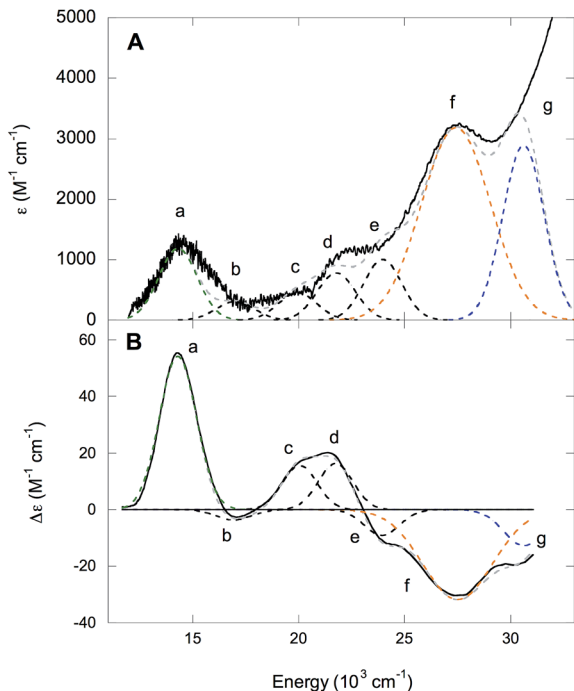 5000
A
4000
f
g
3000
ε (M⁻¹ cm⁻¹)
2000
a
e
d
1000
b
c
0
B
60
a
40
c
d
20
Δε (M⁻¹ cm⁻¹)
0
b
e
g
-20
f
-40
15 20 25 30
Energy (10³ cm⁻¹)